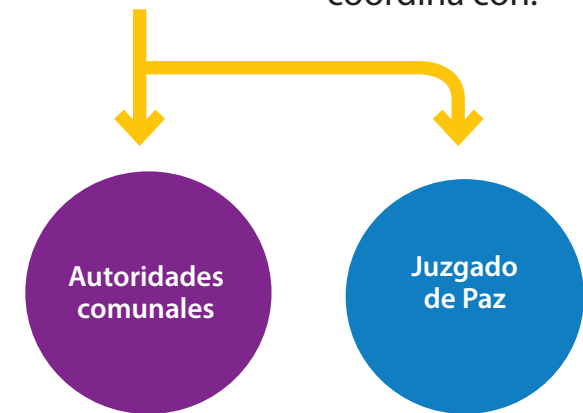 coordina con:
Autoridades
comunales
Juzgado
de Paz